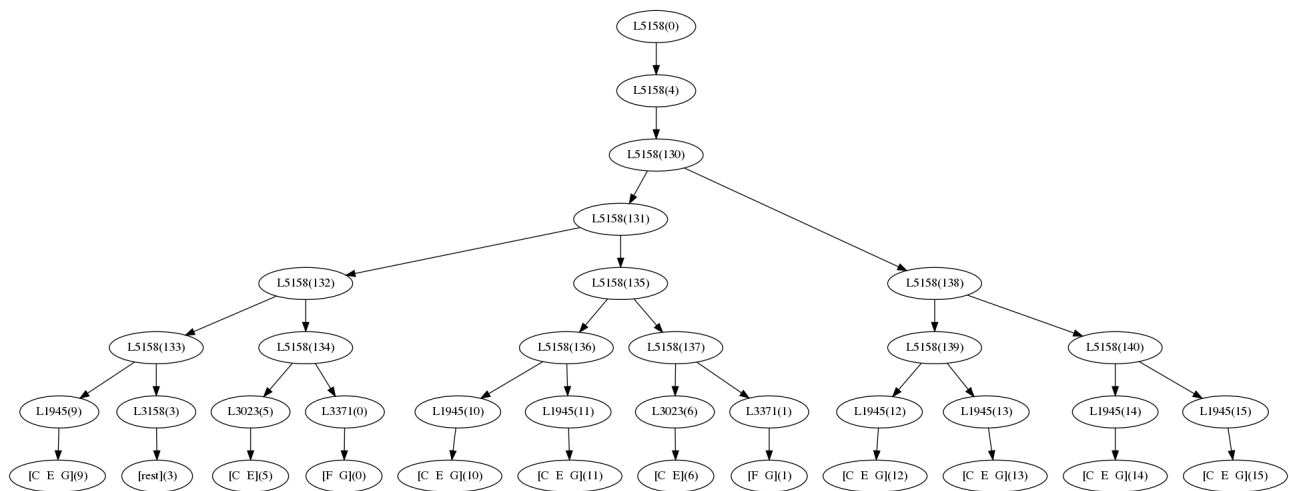 L5158(0)
L5158(4)
L5158(130)
L5158(131)
L5158(132) L5158(135) L5158(138)
L5158(133) L5158(134) L5158(136) L5158(137) L5158(139) L5158(140)
L1945(9) L3158(3) L3023(5) L3371(0) L1945(10) L1945(11) L3023(6) L3371(1) L1945(12) L1945(13) L1945(14) L1945(15)
[C E G](9) [rest](3) [C E](5) [F G](0) [C E G](10) [C E G](11) [C E](6) [F G](1) [C E G](12) [C E G](13) [C E G](14) [C E G](15)